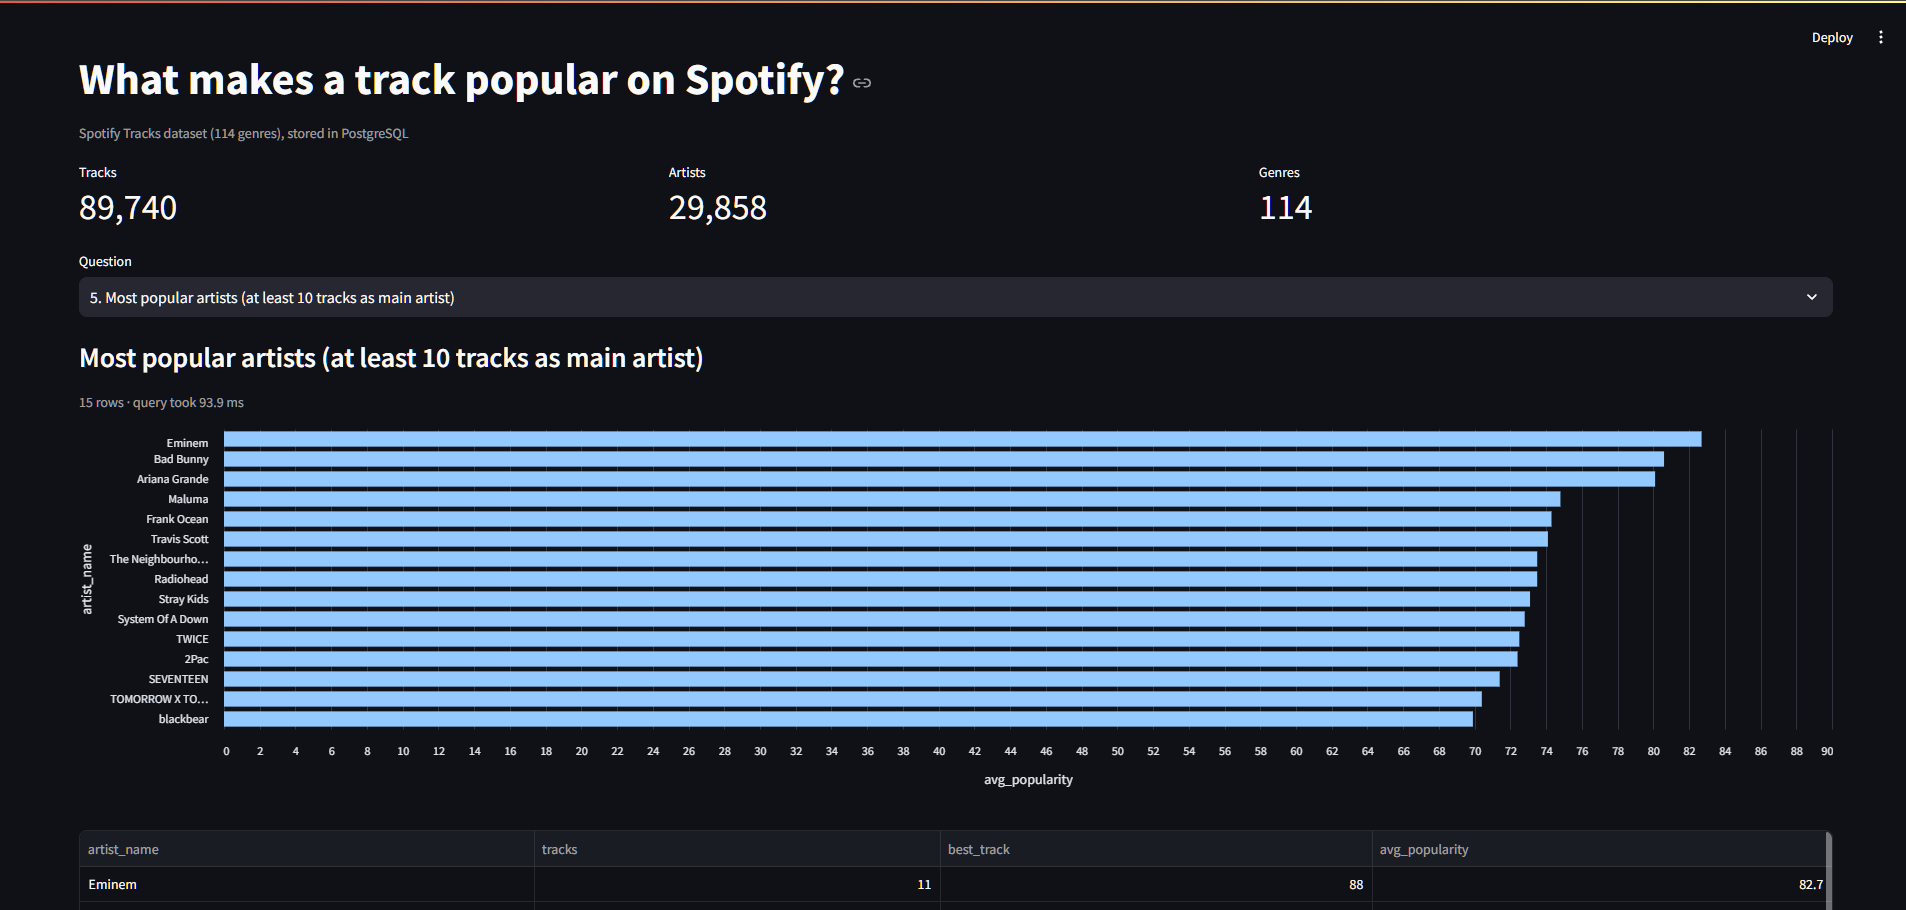 Deploy
What makes a track popular on Spotify?
Spotify Tracks dataset (114 genres), stored in PostgreSQL
Tracks Artists Genres
89,740 29,858 114
Question
5. Most popular artists (at least 10 tracks as main artist)
Most popular artists (at least 10 tracks as main artist)
15 rows · query took 93.9 ms
artist_name
Eminem
Bad Bunny
Ariana Grande
Maluma
Frank Ocean
Travis Scott
The Neighbourho…
Radiohead
Stray Kids
System Of A Down
TWICE
2Pac
SEVENTEEN
TOMORROW X TO…
blackbear
0 2 4 6 8 10 12 14 16 18 20 22 24 26 28 30 32 34 36 38 40 42 44 46 48 50 52 54 56 58 60 62 64 66 68 70 72 74 76 78 80 82 84 86 88 90
avg_popularity
artist_name tracks best_track avg_popularity
Eminem 11 88 82.7